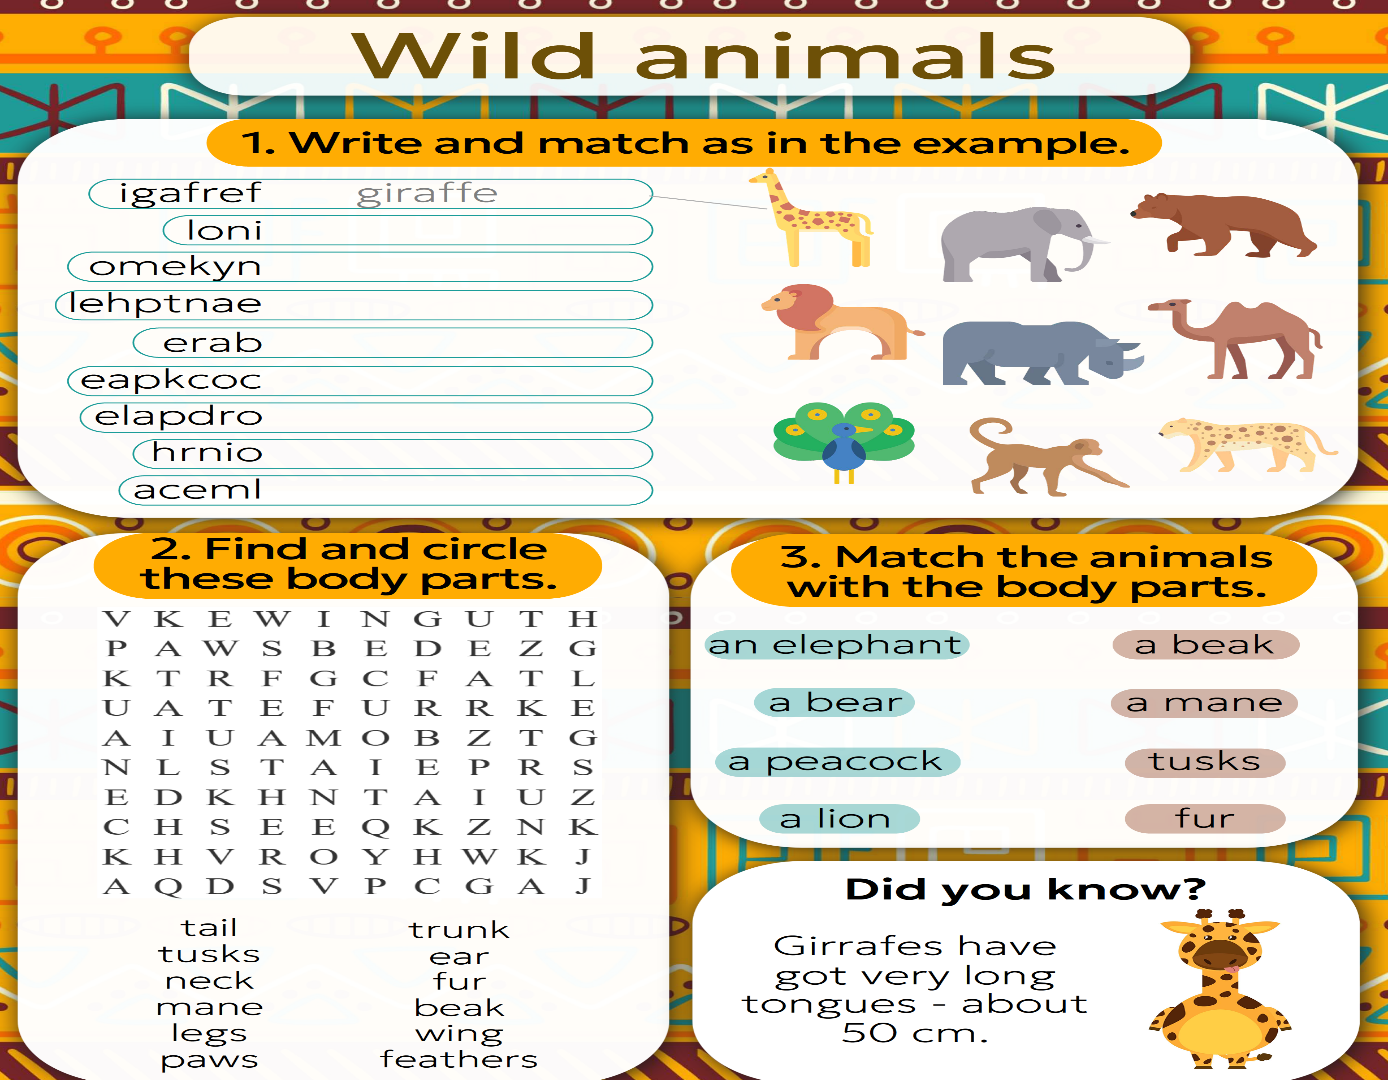 Wild animals
1. Write and match as in the example.
igafref giraffe
loni
omekyn
lehptnae
erab
eapkcoc
elapdro
hrnio
aceml
2. Find and circle
these body parts.
V K E W I N G U T H
P A W S B E D E Z G
K T R F G C F A T L
U A T E F U R R K E
A I U A M O B Z T G
N L S T A I E P R S
E D K H N T A I U Z
C H S E E Q K Z N K
K H V R O Y H W K J
A Q D S V P C G A J
tail trunk
tusks ear
neck fur
mane beak
legs wing
paws feathers
3. Match the animals
with the body parts.
an elephant a beak
a bear a mane
a peacock tusks
a lion fur
Did you know?
Girrafes have
got very long
tongues - about
50 cm.